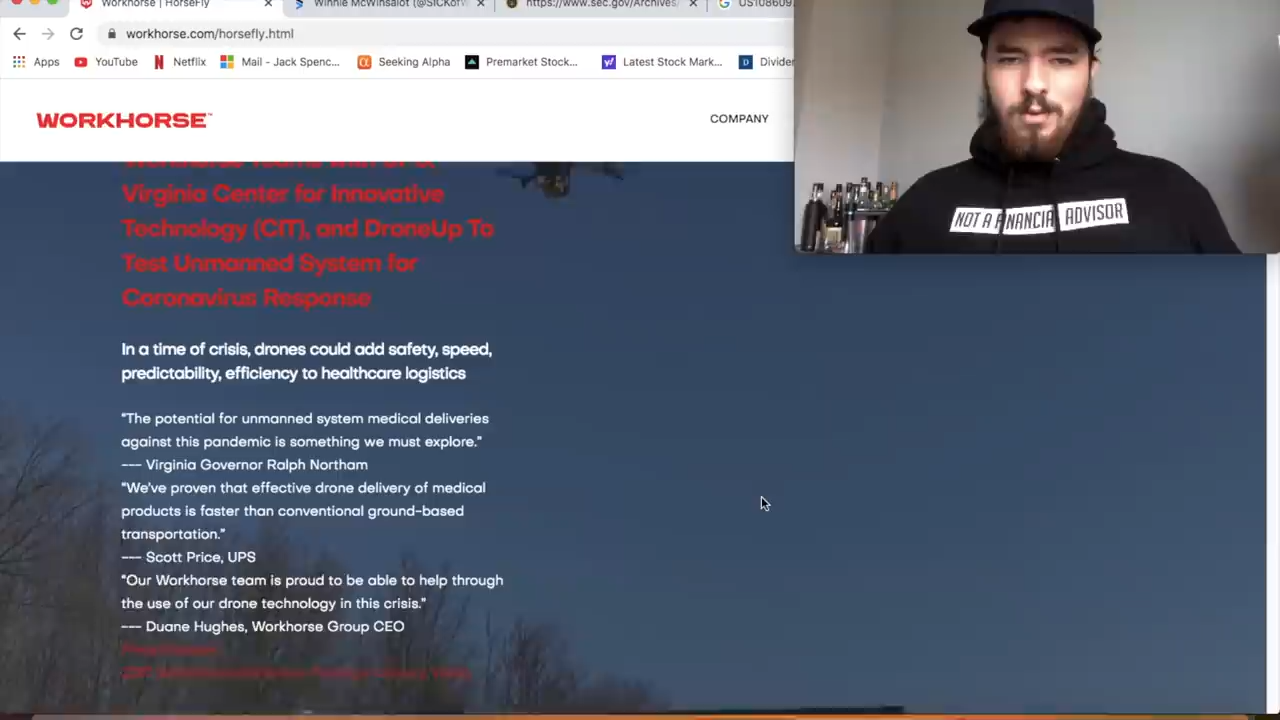 Workhorse | HorseFly
×
Winnie McWinsalot (@SICKofW
×
https://www.sec.gov/Archives/
×
workhorse.com/horsefly.html
Apps
YouTube
Netflix
Mail - Jack Spenc...
Seeking Alpha
Premarket Stock...
Latest Stock Mark...
WORKHORSE
COMPANY
NOT A FINANCIAL ADVISOR
Virginia Center for Innovative
Technology (CIT), and DroneUp To
Test Unmanned System for
Coronavirus Response
In a time of crisis, drones could add safety, speed,
predictability, efficiency to healthcare logistics
“The potential for unmanned system medical deliveries
against this pandemic is something we must explore.”
--- Virginia Governor Ralph Northam
“We’ve proven that effective drone delivery of medical
products is faster than conventional ground-based
transportation.”
--- Scott Price, UPS
“Our Workhorse team is proud to be able to help through
the use of our drone technology in this crisis.”
--- Duane Hughes, Workhorse Group CEO